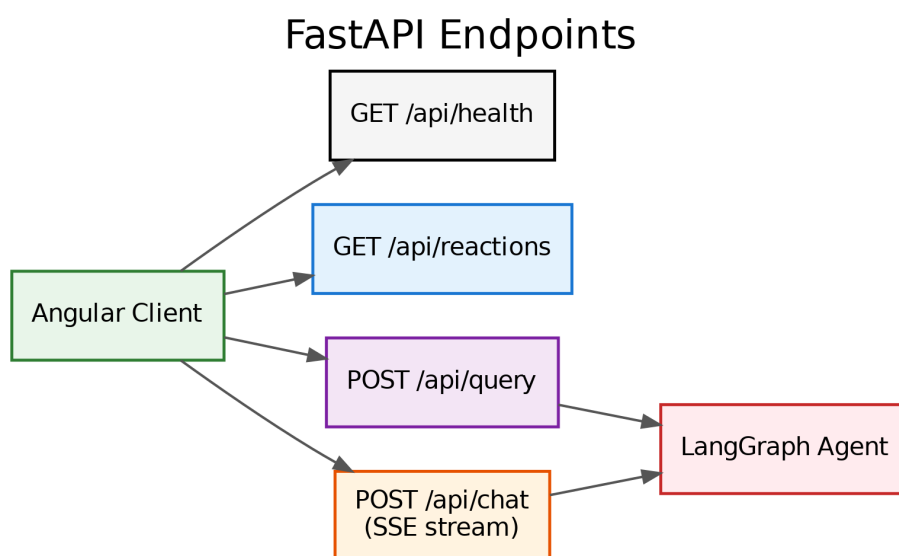 FastAPI Endpoints
GET /api/health
GET /api/reactions
Angular Client
POST /api/query
LangGraph Agent
POST /api/chat
(SSE stream)